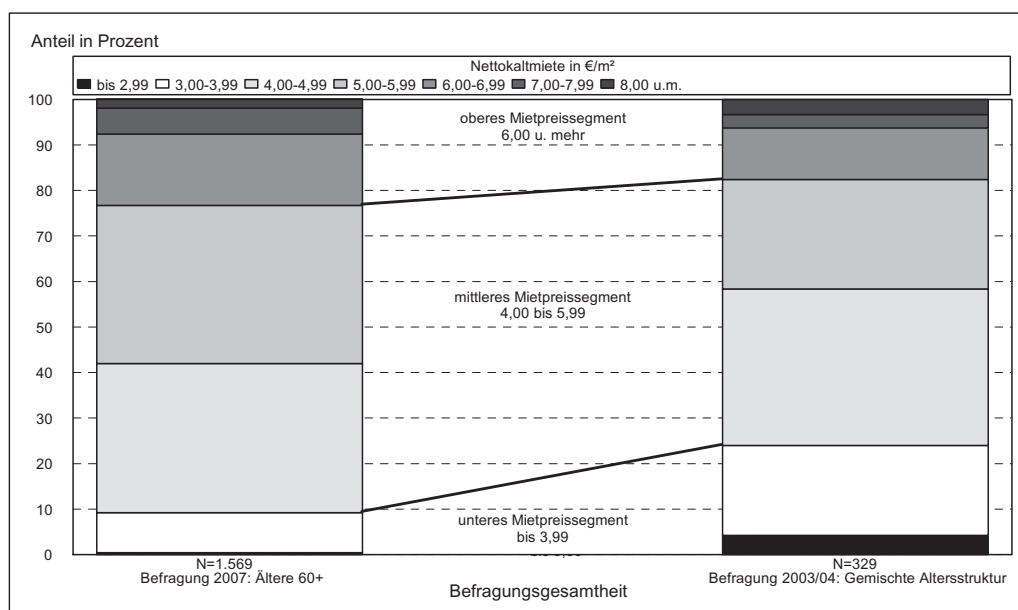 Anteil in Prozent
Nettokaltmiete in €/m²
bis 2,99 3,00-3,99 4,00-4,99 5,00-5,99 6,00-6,99 7,00-7,99 8,00 u.m.
100
90
80
70
60
50
40
30
20
10
0
oberes Mietpreissegment
6,00 u. mehr
mittleres Mietpreissegment
4,00 bis 5,99
unteres Mietpreissegment
bis 3,99
N=1.569
Befragung 2007: Ältere 60+
N=329
Befragung 2003/04: Gemischte Altersstruktur
Befragungsgesamtheit